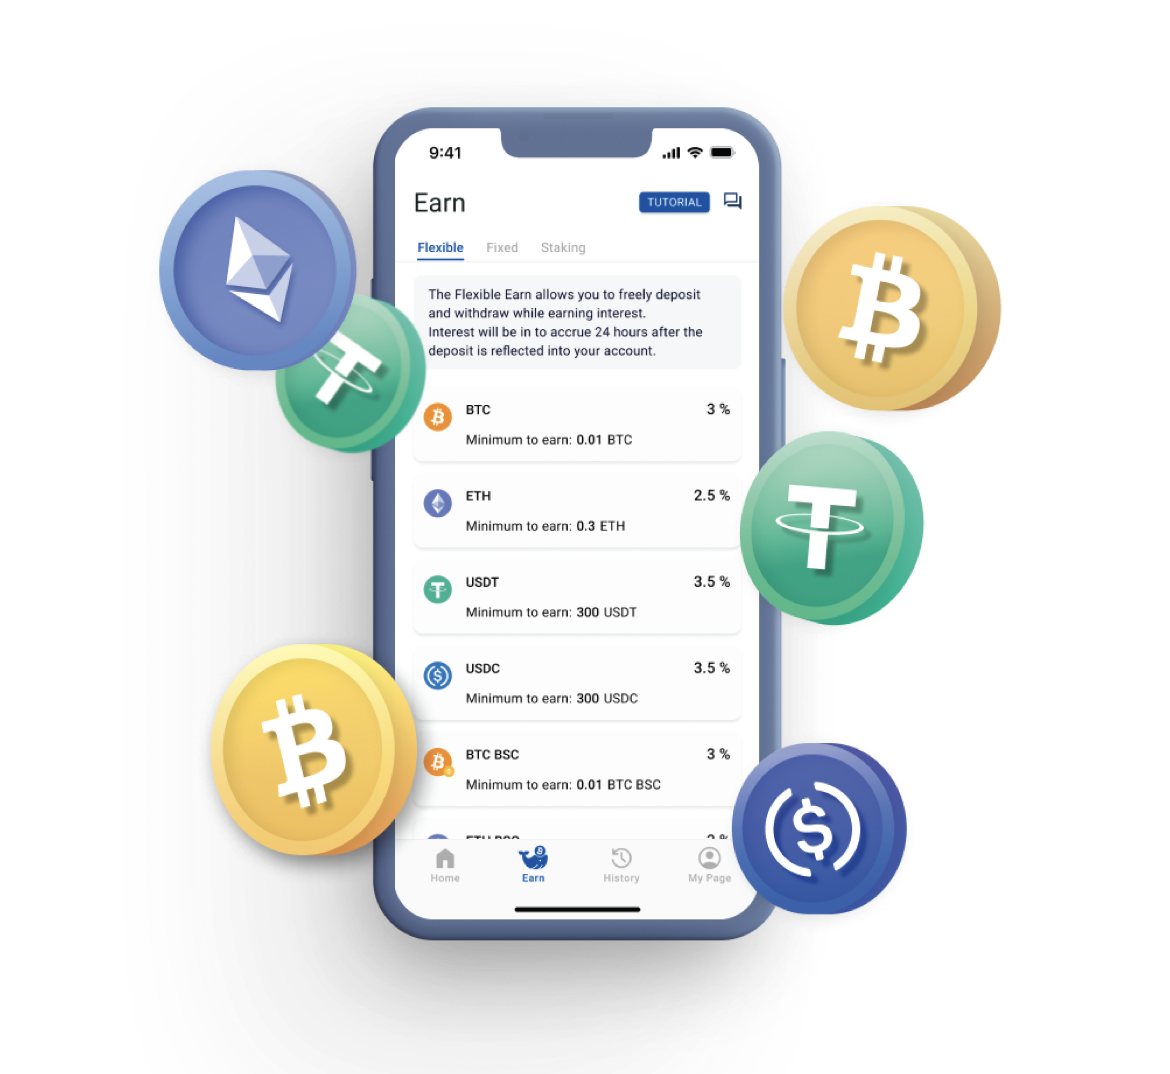 9:41
Earn
TUTORIAL
Flexible Fixed Staking
The Flexible Earn allows you to freely deposit
and withdraw while earning interest.
Interest will be in to accrue 24 hours after the
deposit is reflected into your account.
BTC 3 %
Minimum to earn: 0.01 BTC
ETH 2.5 %
Minimum to earn: 0.3 ETH
USDT 3.5 %
Minimum to earn: 300 USDT
USDC 3.5 %
Minimum to earn: 300 USDC
BTC BSC 3 %
Minimum to earn: 0.01 BTC BSC
Home Earn History My Page